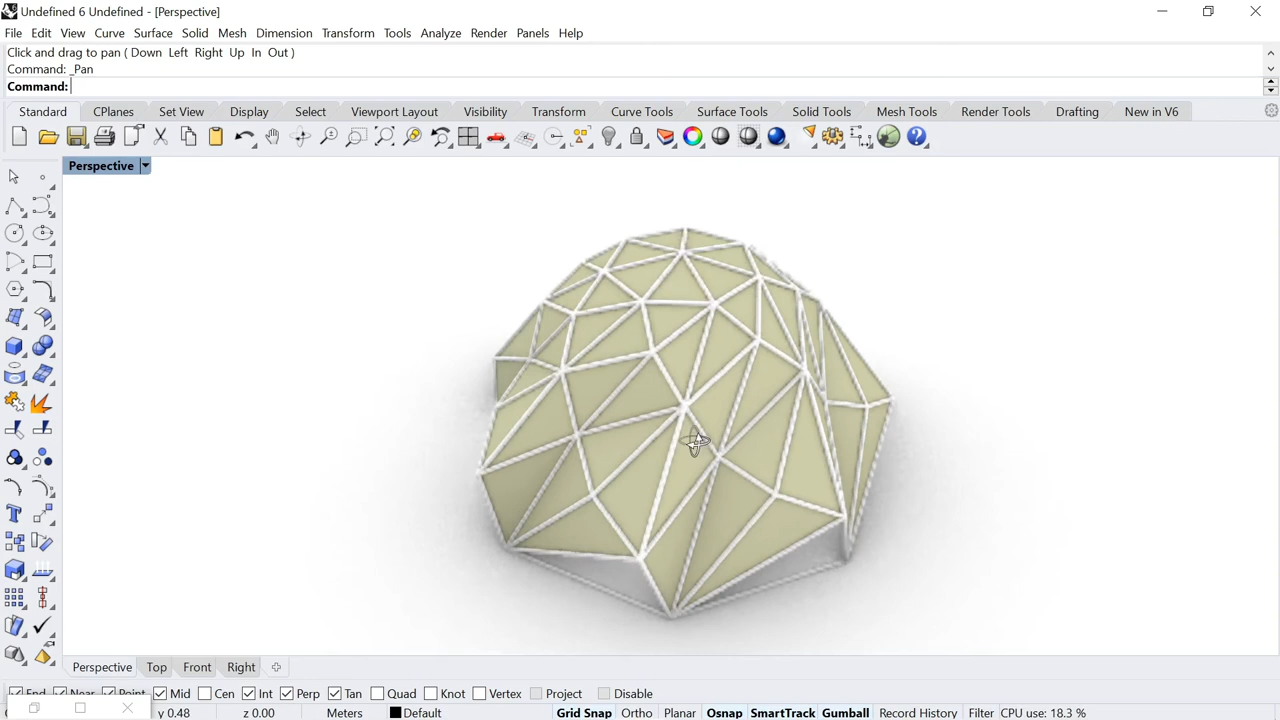 Undefined 6 Undefined - [Perspective]
File Edit View Curve Surface Solid Mesh Dimension Transform Tools Analyze Render Panels Help
Click and drag to pan ( Down Left Right Up In Out )
Command: _Pan
Command:
Standard CPlanes Set View Display Select Viewport Layout Visibility Transform Curve Tools Surface Tools Solid Tools Mesh Tools Render Tools Drafting New in V6
Perspective
Perspective Top Front Right
End Near Point Mid Cen Int Perp Tan Quad Knot Vertex Project Disable
y 0.48 z 0.00 Meters Default Grid Snap Ortho Planar Osnap SmartTrack Gumball Record History Filter CPU use: 18.3 %